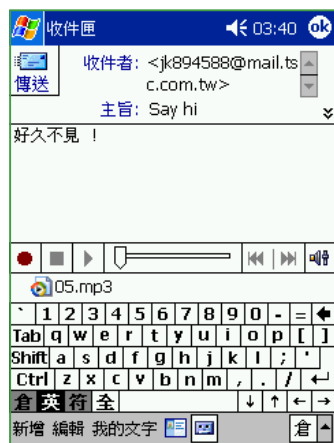 收件匣 03:40 ok
傳送 收件者: <jk894588@mail.ts
c.com.tw>
主旨: Say hi
好久不見 !
05.mp3
` 1 2 3 4 5 6 7 8 9 0 - =
Tab q w e r t y u i o p [ ]
Shift a s d f g h j k l ; '
Ctrl z x c v b n m , . /
倉 英 符 全
新增 編輯 我的文字 倉